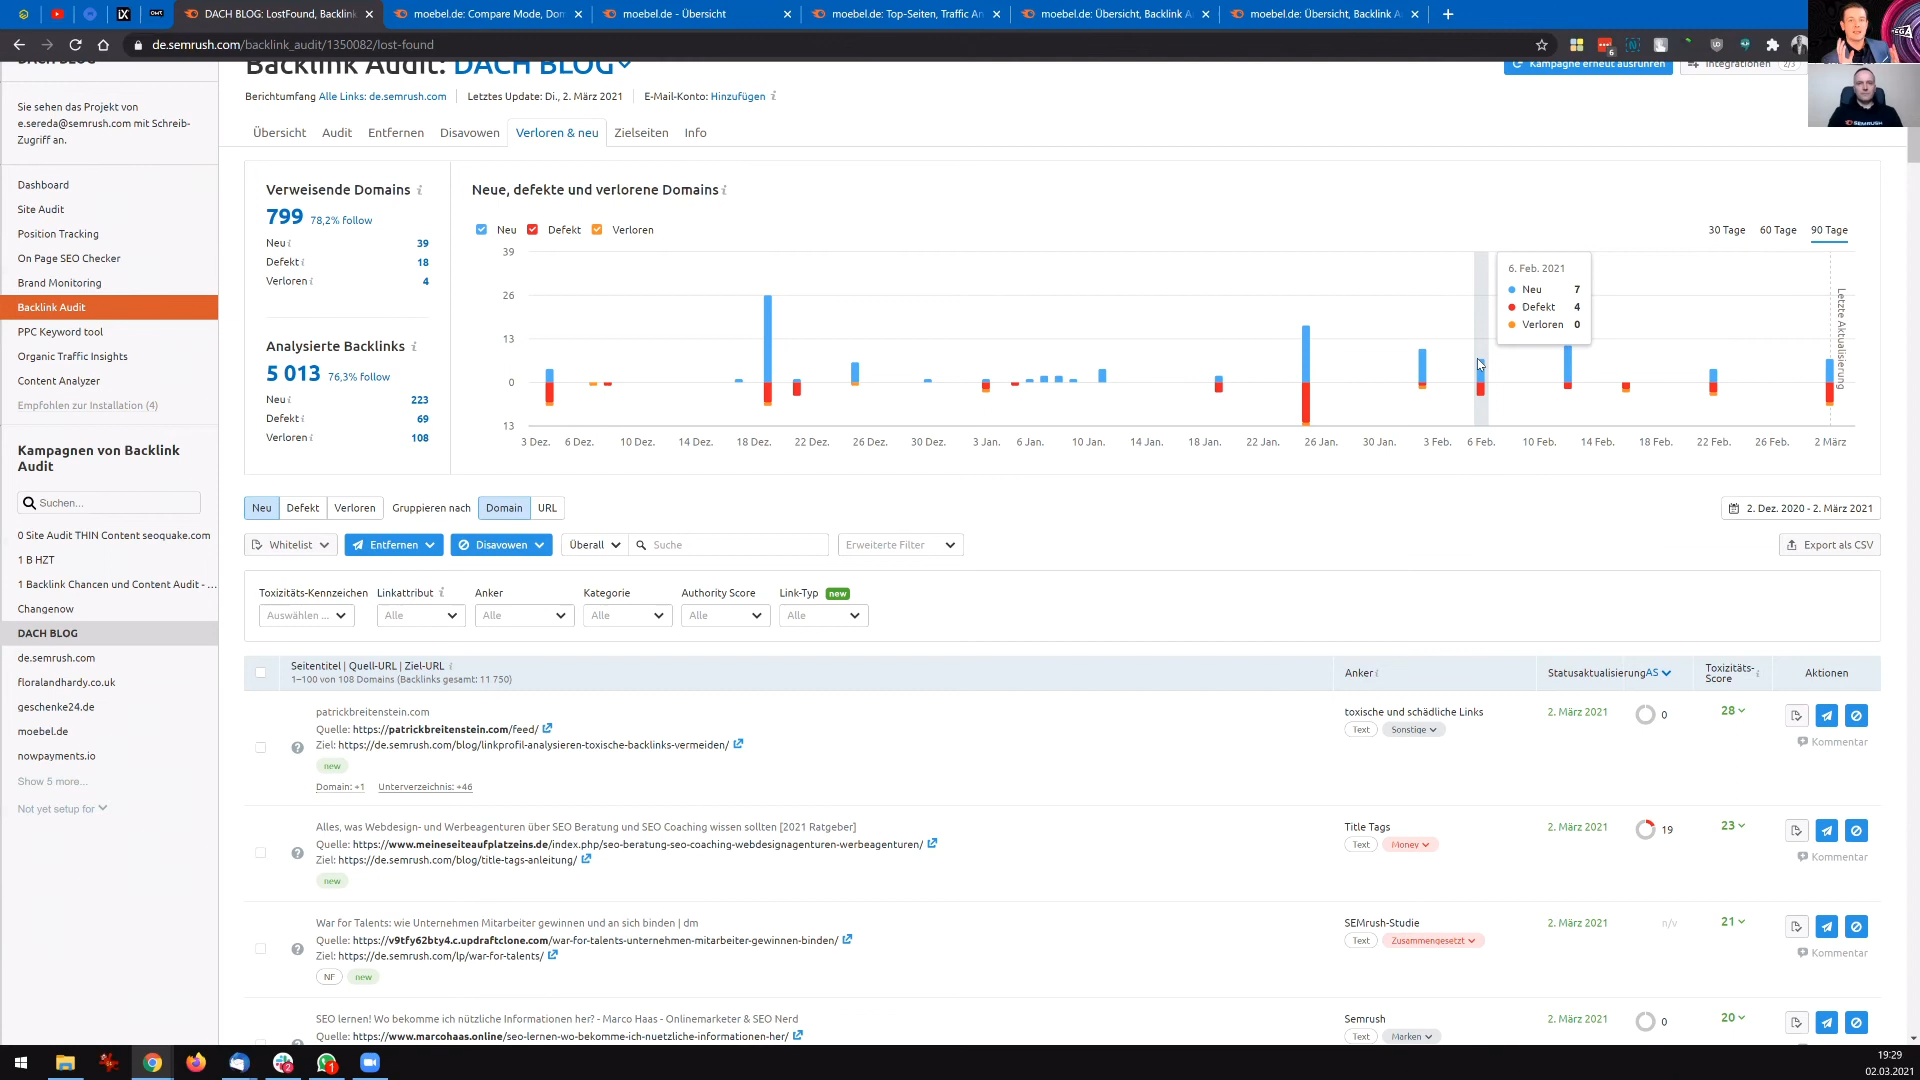 DACH BLOG: LostFound, Backlink
moebel.de: Compare Mode, Dom
moebel.de - Übersicht
moebel.de: Top-Seiten, Traffic An
moebel.de: Übersicht, Backlink A
moebel.de: Übersicht, Backlink A
de.semrush.com/backlink_audit/1350082/lost-found
DACH BLOG
Sie sehen das Projekt von
e.sereda@semrush.com mit Schreib-
Zugriff an.
Dashboard
Site Audit
Position Tracking
On Page SEO Checker
Brand Monitoring
Backlink Audit
PPC Keyword tool
Organic Traffic Insights
Content Analyzer
Empfohlen zur Installation (4)
Kampagnen von Backlink
Audit
Suchen...
0 Site Audit THIN Content seoquake.com
1 B HZT
1 Backlink Chancen und Content Audit - ...
Changenow
DACH BLOG
de.semrush.com
floralandhardy.co.uk
geschenke24.de
moebel.de
nowpayments.io
Show 5 more...
Not yet setup for
Backlink Audit: DACH BLOG
Kampagne erneut ausführen
Integrationen 2/3
Berichtumfang Alle Links: de.semrush.com
Letztes Update: Di., 2. März 2021
E-Mail-Konto: Hinzufügen
Übersicht
Audit
Entfernen
Disavowen
Verloren & neu
Zielseiten
Info
Verweisende Domains
799 78,2% follow
Neu 39
Defekt 18
Verloren 4
Analysierte Backlinks
5 013 76,3% follow
Neu 223
Defekt 69
Verloren 108
Neue, defekte und verlorene Domains
Neu
Defekt
Verloren
30 Tage
60 Tage
90 Tage
39
26
13
0
13
3 Dez.
6 Dez.
10 Dez.
14 Dez.
18 Dez.
22 Dez.
26 Dez.
30 Dez.
3 Jan.
6 Jan.
10 Jan.
14 Jan.
18 Jan.
22 Jan.
26 Jan.
30 Jan.
3 Feb.
6 Feb.
10 Feb.
14 Feb.
18 Feb.
22 Feb.
26 Feb.
2 März
Letzte Aktualisierung
6. Feb. 2021
Neu 7
Defekt 4
Verloren 0
Neu
Defekt
Verloren
Gruppieren nach
Domain
URL
2. Dez. 2020 - 2. März 2021
Whitelist
Entfernen
Disavowen
Überall
Suche
Erweiterte Filter
Export als CSV
Toxizitäts-Kennzeichen
Linkattribut
Anker
Kategorie
Authority Score
Link-Typ new
Auswählen ...
Alle
Alle
Alle
Alle
Alle
Seitentitel | Quell-URL | Ziel-URL
1–100 von 108 Domains (Backlinks gesamt: 11 750)
Anker
Statusaktualisierung
AS
Toxizitäts-
Score
Aktionen
patrickbreitenstein.com
Quelle: https://patrickbreitenstein.com/feed/
Ziel: https://de.semrush.com/blog/linkprofil-analysieren-toxische-backlinks-vermeiden/
new
Domain: +1
Unterverzeichnis: +46
toxische und schädliche Links
Text
Sonstige
2. März 2021
0
28
Kommentar
Alles, was Webdesign- und Werbeagenturen über SEO Beratung und SEO Coaching wissen sollten [2021 Ratgeber]
Quelle: https://www.meineseiteaufplatzeins.de/index.php/seo-beratung-seo-coaching-webdesignagenturen-werbeagenturen/
Ziel: https://de.semrush.com/blog/title-tags-anleitung/
new
Title Tags
Text
Money
2. März 2021
19
23
Kommentar
War for Talents: wie Unternehmen Mitarbeiter gewinnen und an sich binden | dm
Quelle: https://v9tfy62bty4.c.updraftclone.com/war-for-talents-unternehmen-mitarbeiter-gewinnen-binden/
Ziel: https://de.semrush.com/lp/war-for-talents/
NF
new
SEMrush-Studie
Text
Zusammengesetzt
2. März 2021
n/v
21
Kommentar
SEO lernen! Wo bekomme ich nützliche Informationen her? - Marco Haas - Onlinemarketer & SEO Nerd
Quelle: https://www.marcohaas.online/seo-lernen-wo-bekomme-ich-nuetzliche-informationen-her/
Semrush
Text
Marken
2. März 2021
0
20
19:29
02.03.2021
SEMRUSH